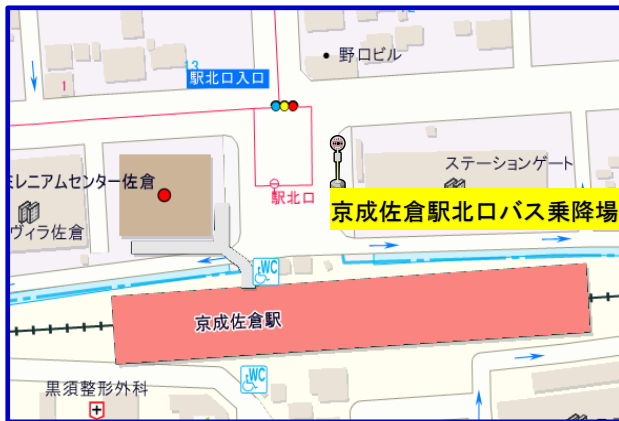 12
野口ビル
13
駅北口入口
1
ステーションゲート
ミレニアムセンター佐倉
駅北口
京成佐倉駅北口バス乗降場
ヴィラ佐倉
WC
京成佐倉駅
WC
黒須整形外科